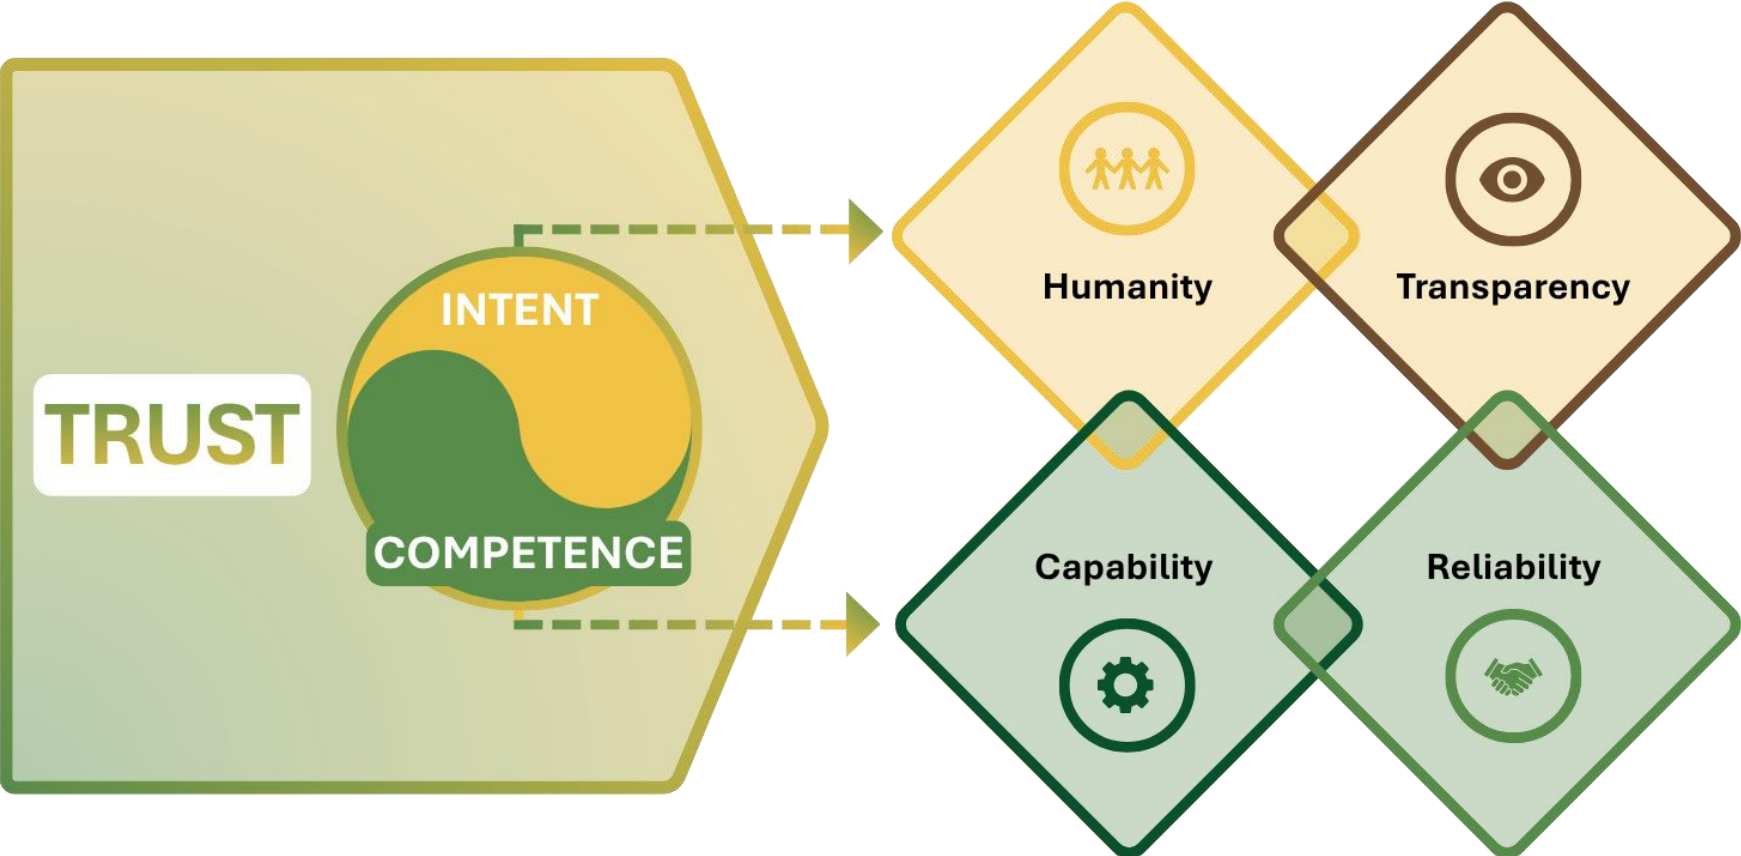 TRUST
INTENT
COMPETENCE
Humanity
Transparency
Capability
Reliability